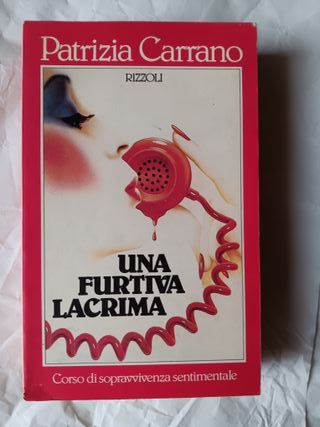 Patrizia Carrano
RIZZOLI
UNA
FURTIVA
LACRIMA
Corso di sopravvivenza sentimentale